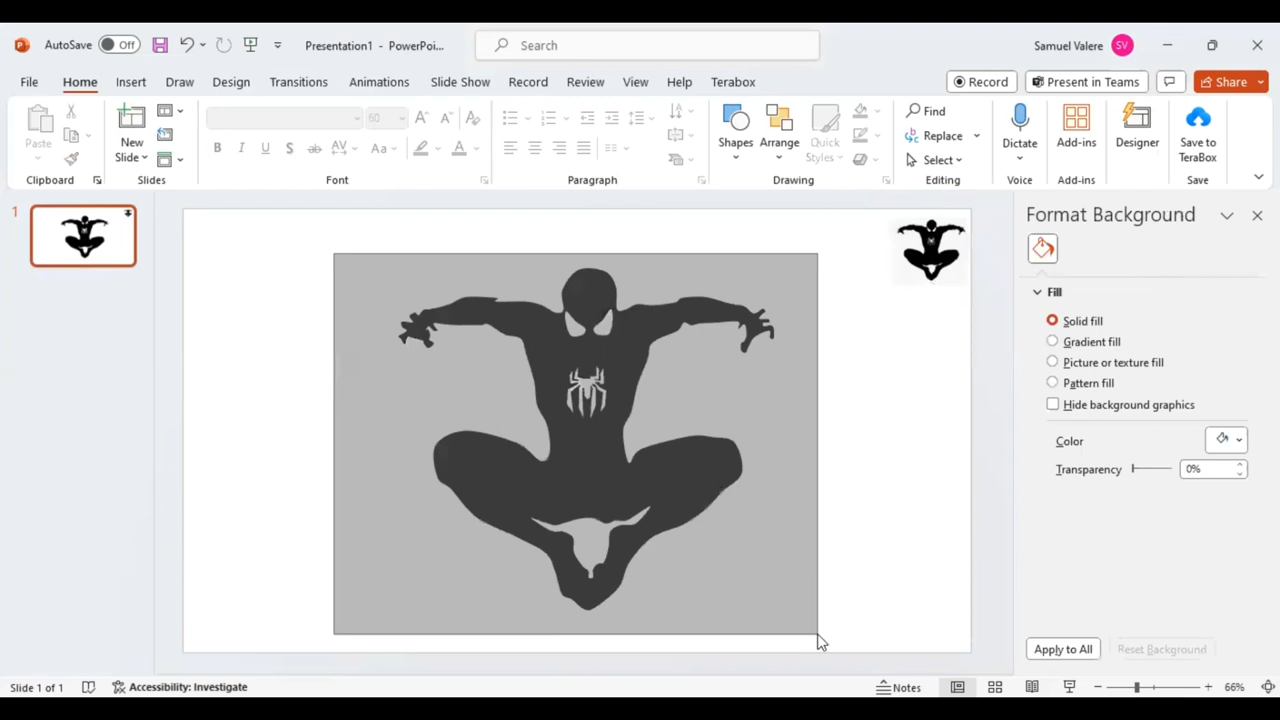 AutoSave Off Presentation1 - PowerPoi... Search Samuel Valere SV
File Home Insert Draw Design Transitions Animations Slide Show Record Review View Help Terabox Record Present in Teams Share
Paste New Slide B I U S ab AV Aa A A A A Shapes Arrange Quick Styles Find Replace Select Dictate Add-ins Designer Save to TeraBox
Clipboard Slides Font Paragraph Drawing Editing Voice Add-ins Save
1
Format Background
Fill
Solid fill
Gradient fill
Picture or texture fill
Pattern fill
Hide background graphics
Color
Transparency 0%
Apply to All Reset Background
Slide 1 of 1 Accessibility: Investigate Notes 66%